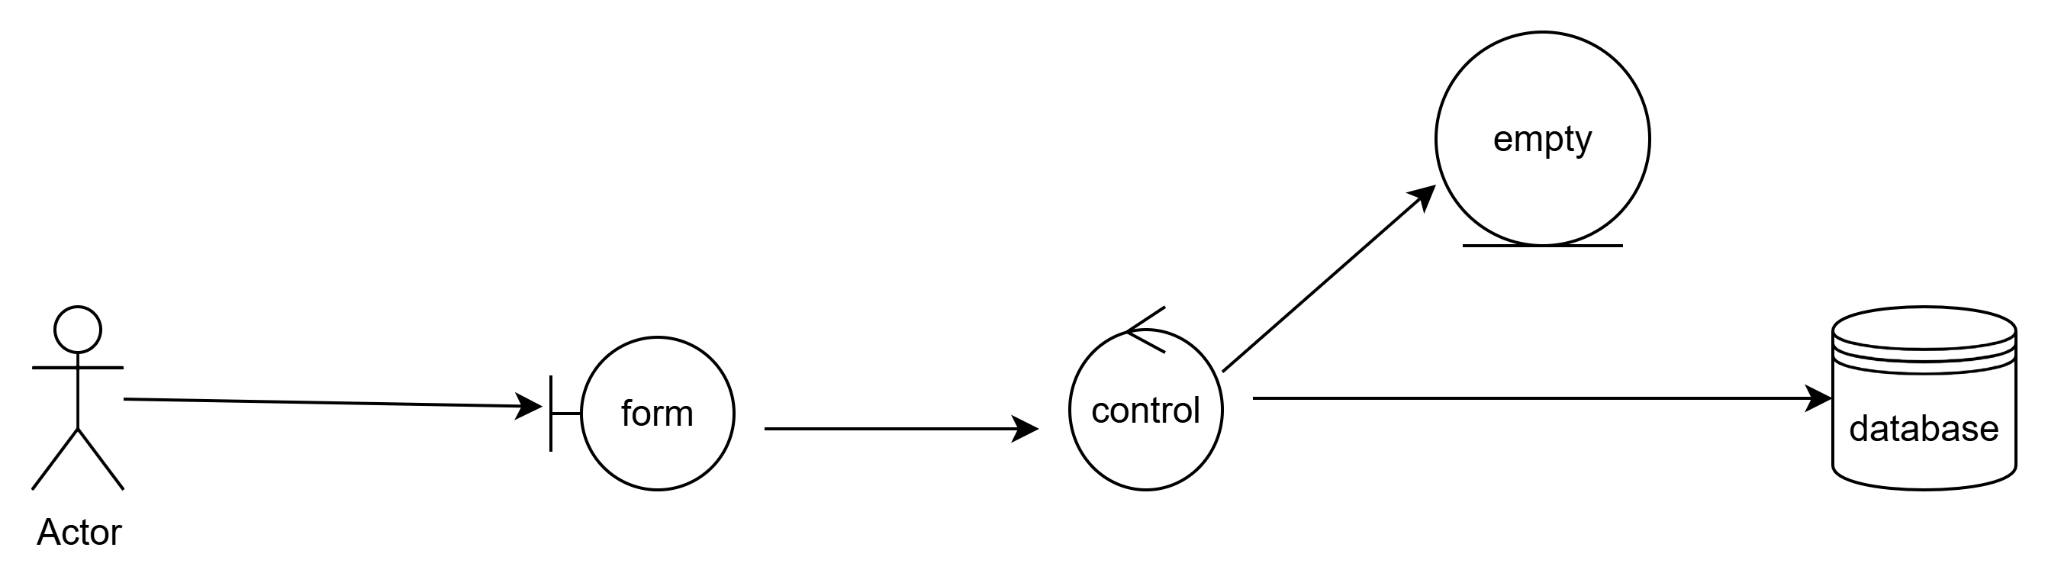 empty
form
control
database
Actor